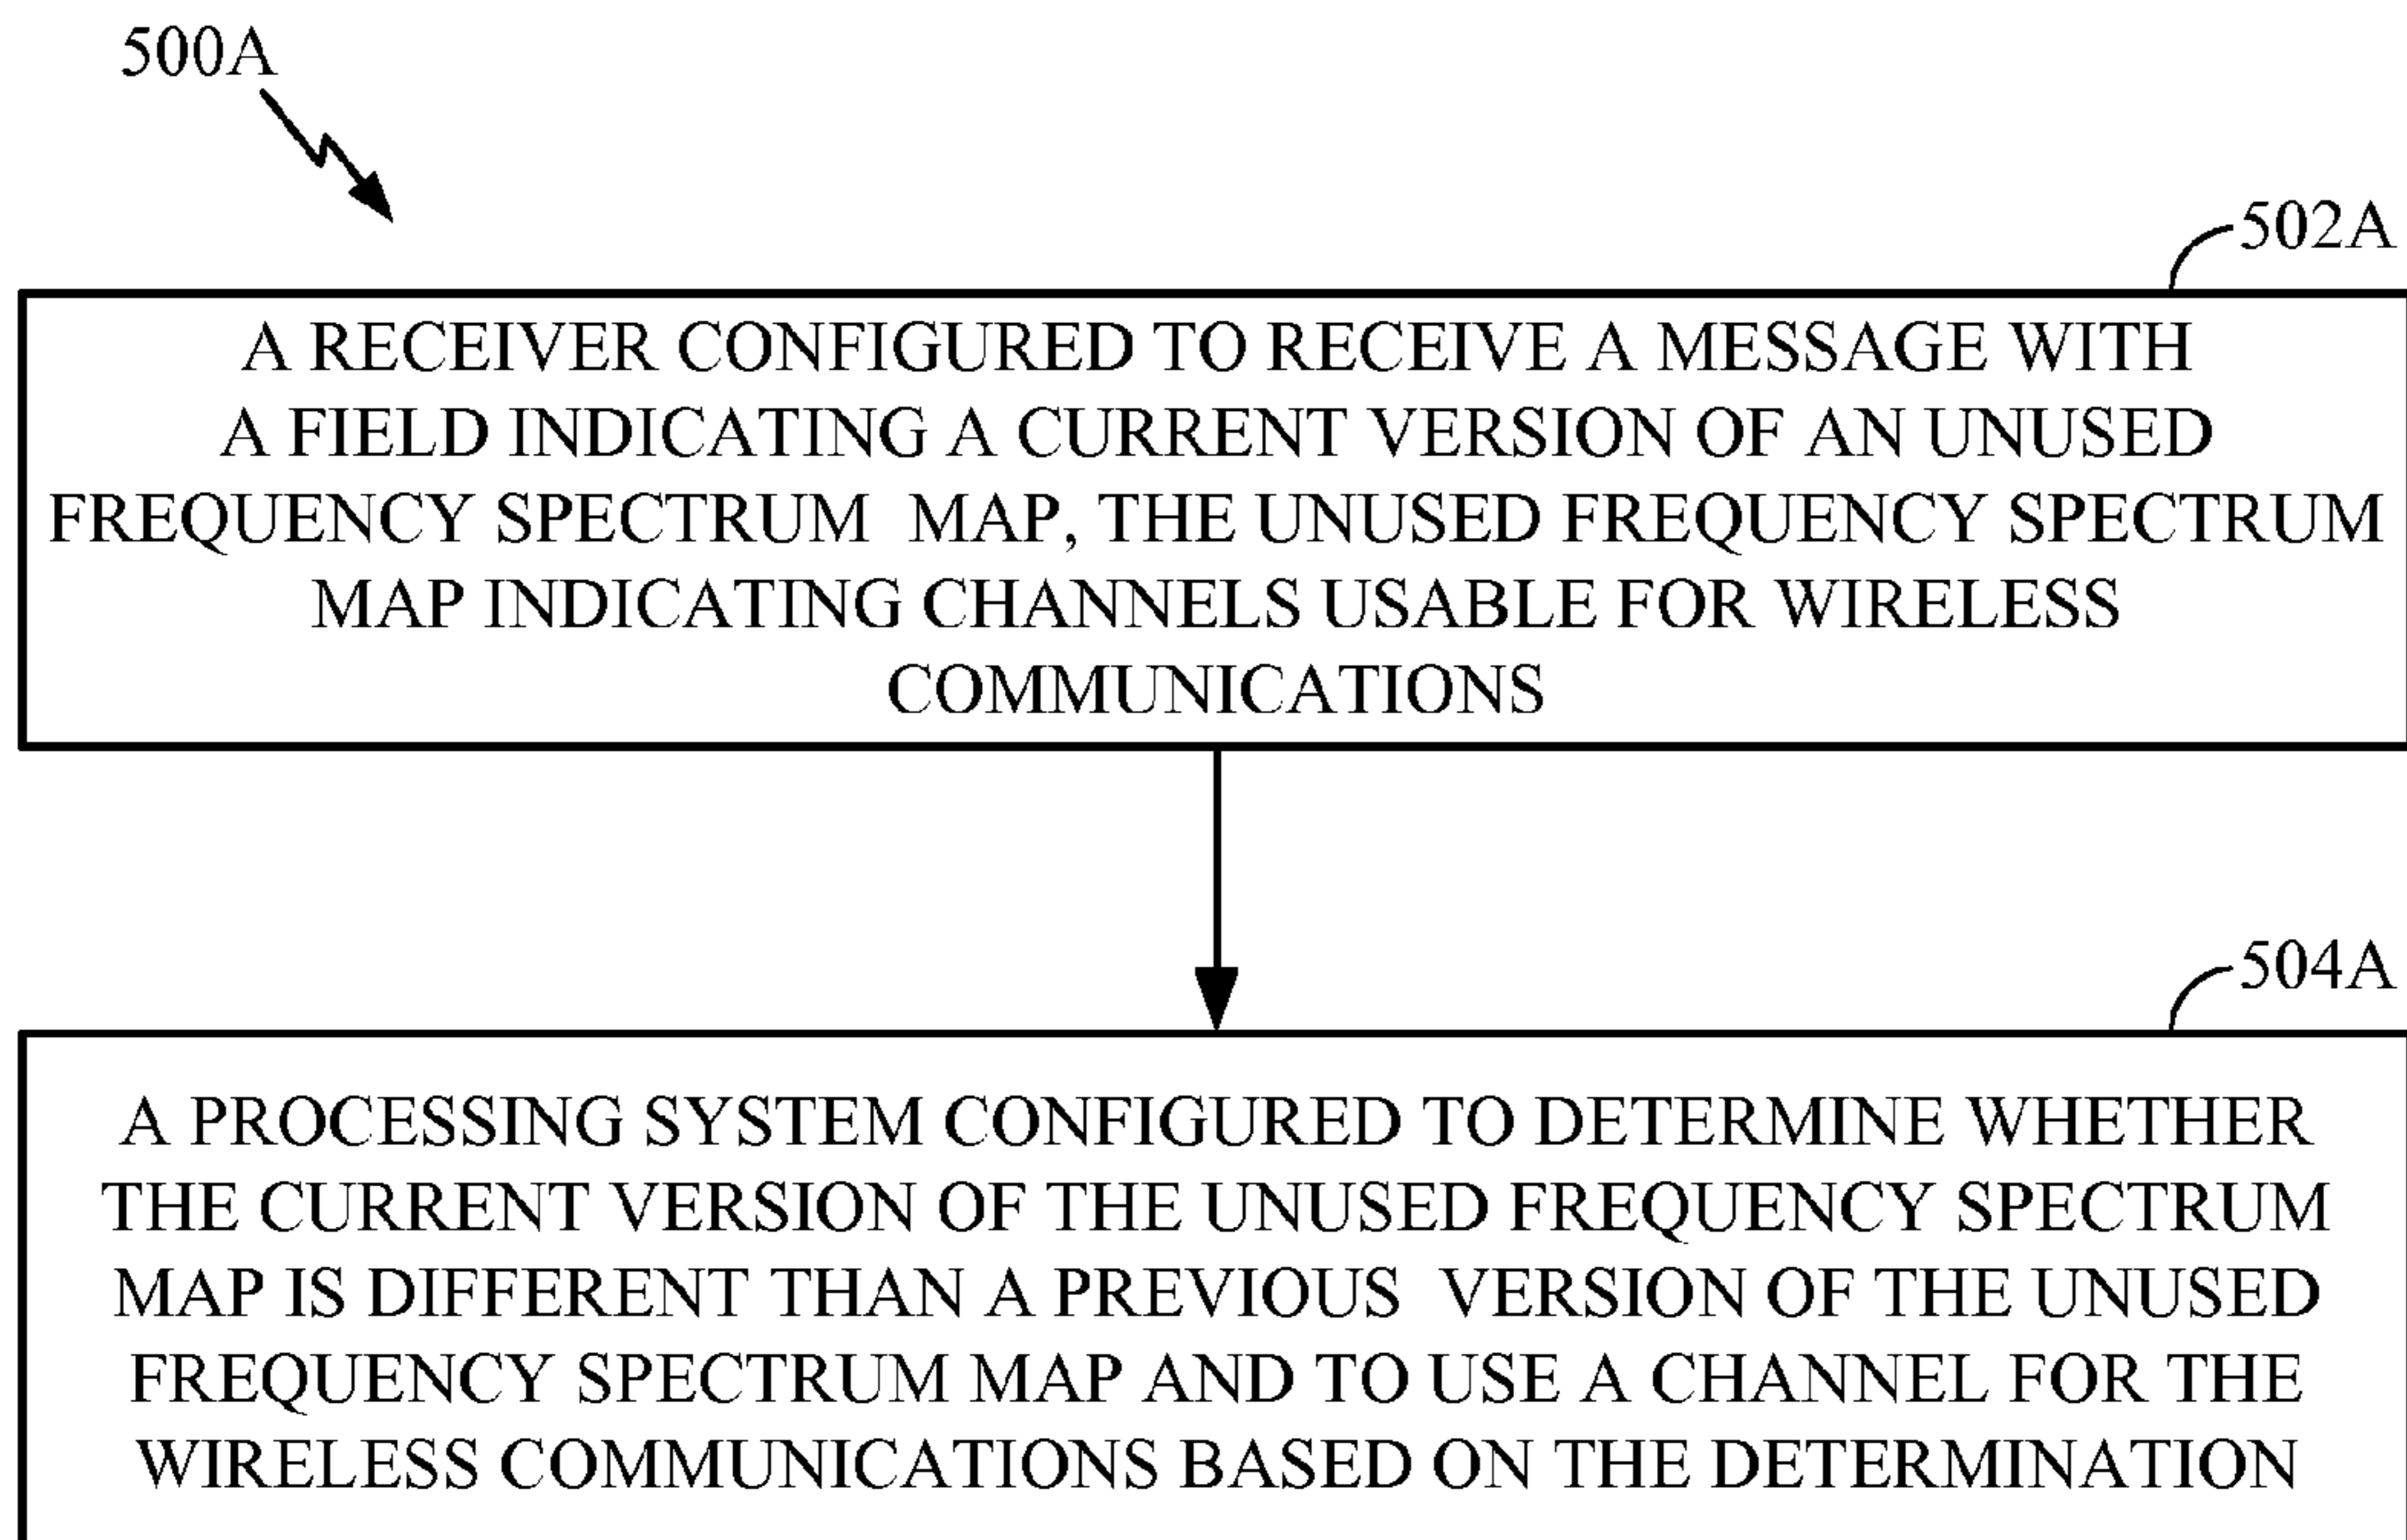 500A
502A
A RECEIVER CONFIGURED TO RECEIVE A MESSAGE WITH
A FIELD INDICATING A CURRENT VERSION OF AN UNUSED
FREQUENCY SPECTRUM MAP, THE UNUSED FREQUENCY SPECTRUM
MAP INDICATING CHANNELS USABLE FOR WIRELESS
COMMUNICATIONS
504A
A PROCESSING SYSTEM CONFIGURED TO DETERMINE WHETHER
THE CURRENT VERSION OF THE UNUSED FREQUENCY SPECTRUM
MAP IS DIFFERENT THAN A PREVIOUS VERSION OF THE UNUSED
FREQUENCY SPECTRUM MAP AND TO USE A CHANNEL FOR THE
WIRELESS COMMUNICATIONS BASED ON THE DETERMINATION